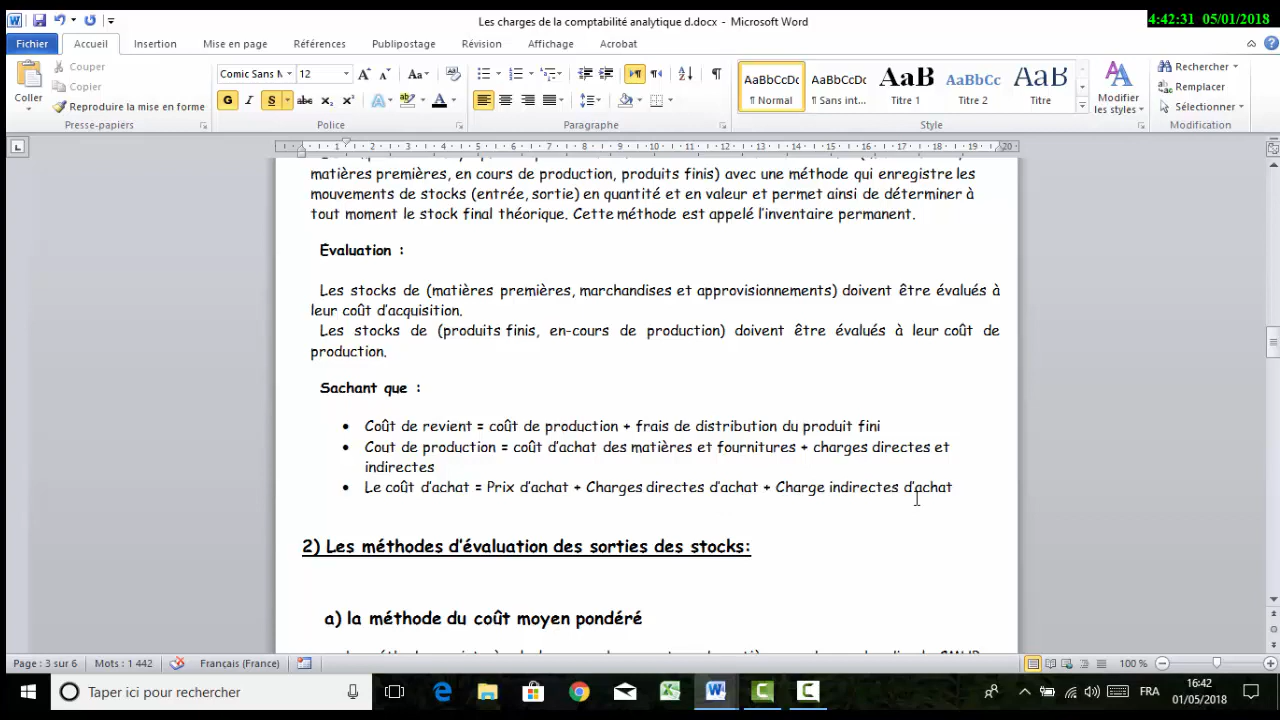 Les charges de la comptabilité analytique d.docx - Microsoft Word
4:42:31 05/01/2018
Fichier Accueil Insertion Mise en page Références Publipostage Révision Affichage Acrobat
Coller
Couper
Copier
Reproduire la mise en forme
Presse-papiers
Comic Sans M 12
Police
Paragraphe
AaBbCcDc AaBbCcDc AaB AaBbCc AaBb
¶ Normal ¶ Sans int... Titre 1 Titre 2 Titre
Modifier les styles
Style
Rechercher
Remplacer
Sélectionner
Modification
matières premières, en cours de production, produits finis) avec une méthode qui enregistre les
mouvements de stocks (entrée, sortie) en quantité et en valeur et permet ainsi de déterminer à
tout moment le stock final théorique. Cette méthode est appelé l'inventaire permanent.
Évaluation :
Les stocks de (matières premières, marchandises et approvisionnements) doivent être évalués à
leur coût d'acquisition.
Les stocks de (produits finis, en-cours de production) doivent être évalués à leur coût de
production.
Sachant que :
• Coût de revient = coût de production + frais de distribution du produit fini
• Cout de production = coût d'achat des matières et fournitures + charges directes et
indirectes
• Le coût d'achat = Prix d'achat + Charges directes d'achat + Charge indirectes d'achat
2) Les méthodes d'évaluation des sorties des stocks:
a) la méthode du coût moyen pondéré
Page : 3 sur 6 Mots : 1 442 Français (France) 100 %
Taper ici pour rechercher
FRA
16:42
01/05/2018